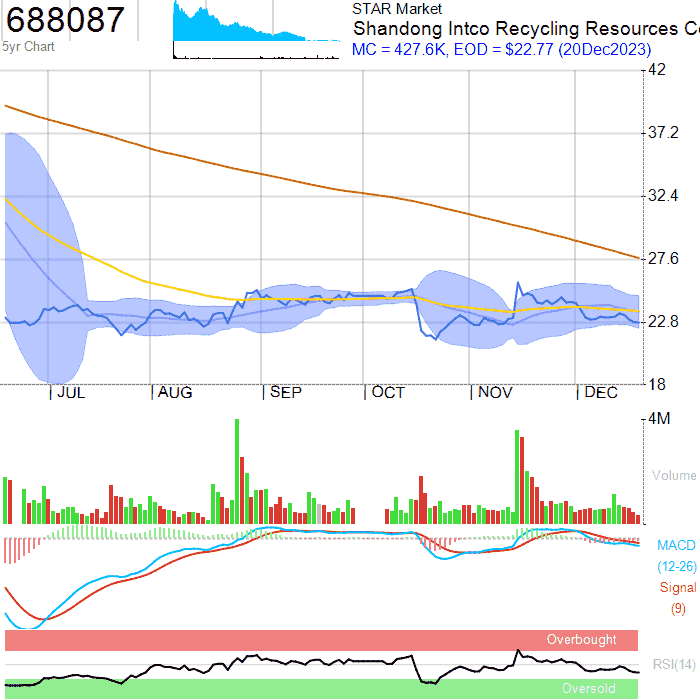 688087
5yr Chart
STAR Market
Shandong Intco Recycling Resources Co
MC = 427.6K, EOD = $22.77 (20Dec2023)
42
37.2
32.4
27.6
22.8
18
JUL AUG SEP OCT NOV DEC
4M
Volume
MACD
(12-26)
Signal
(9)
Overbought
RSI(14)
Oversold